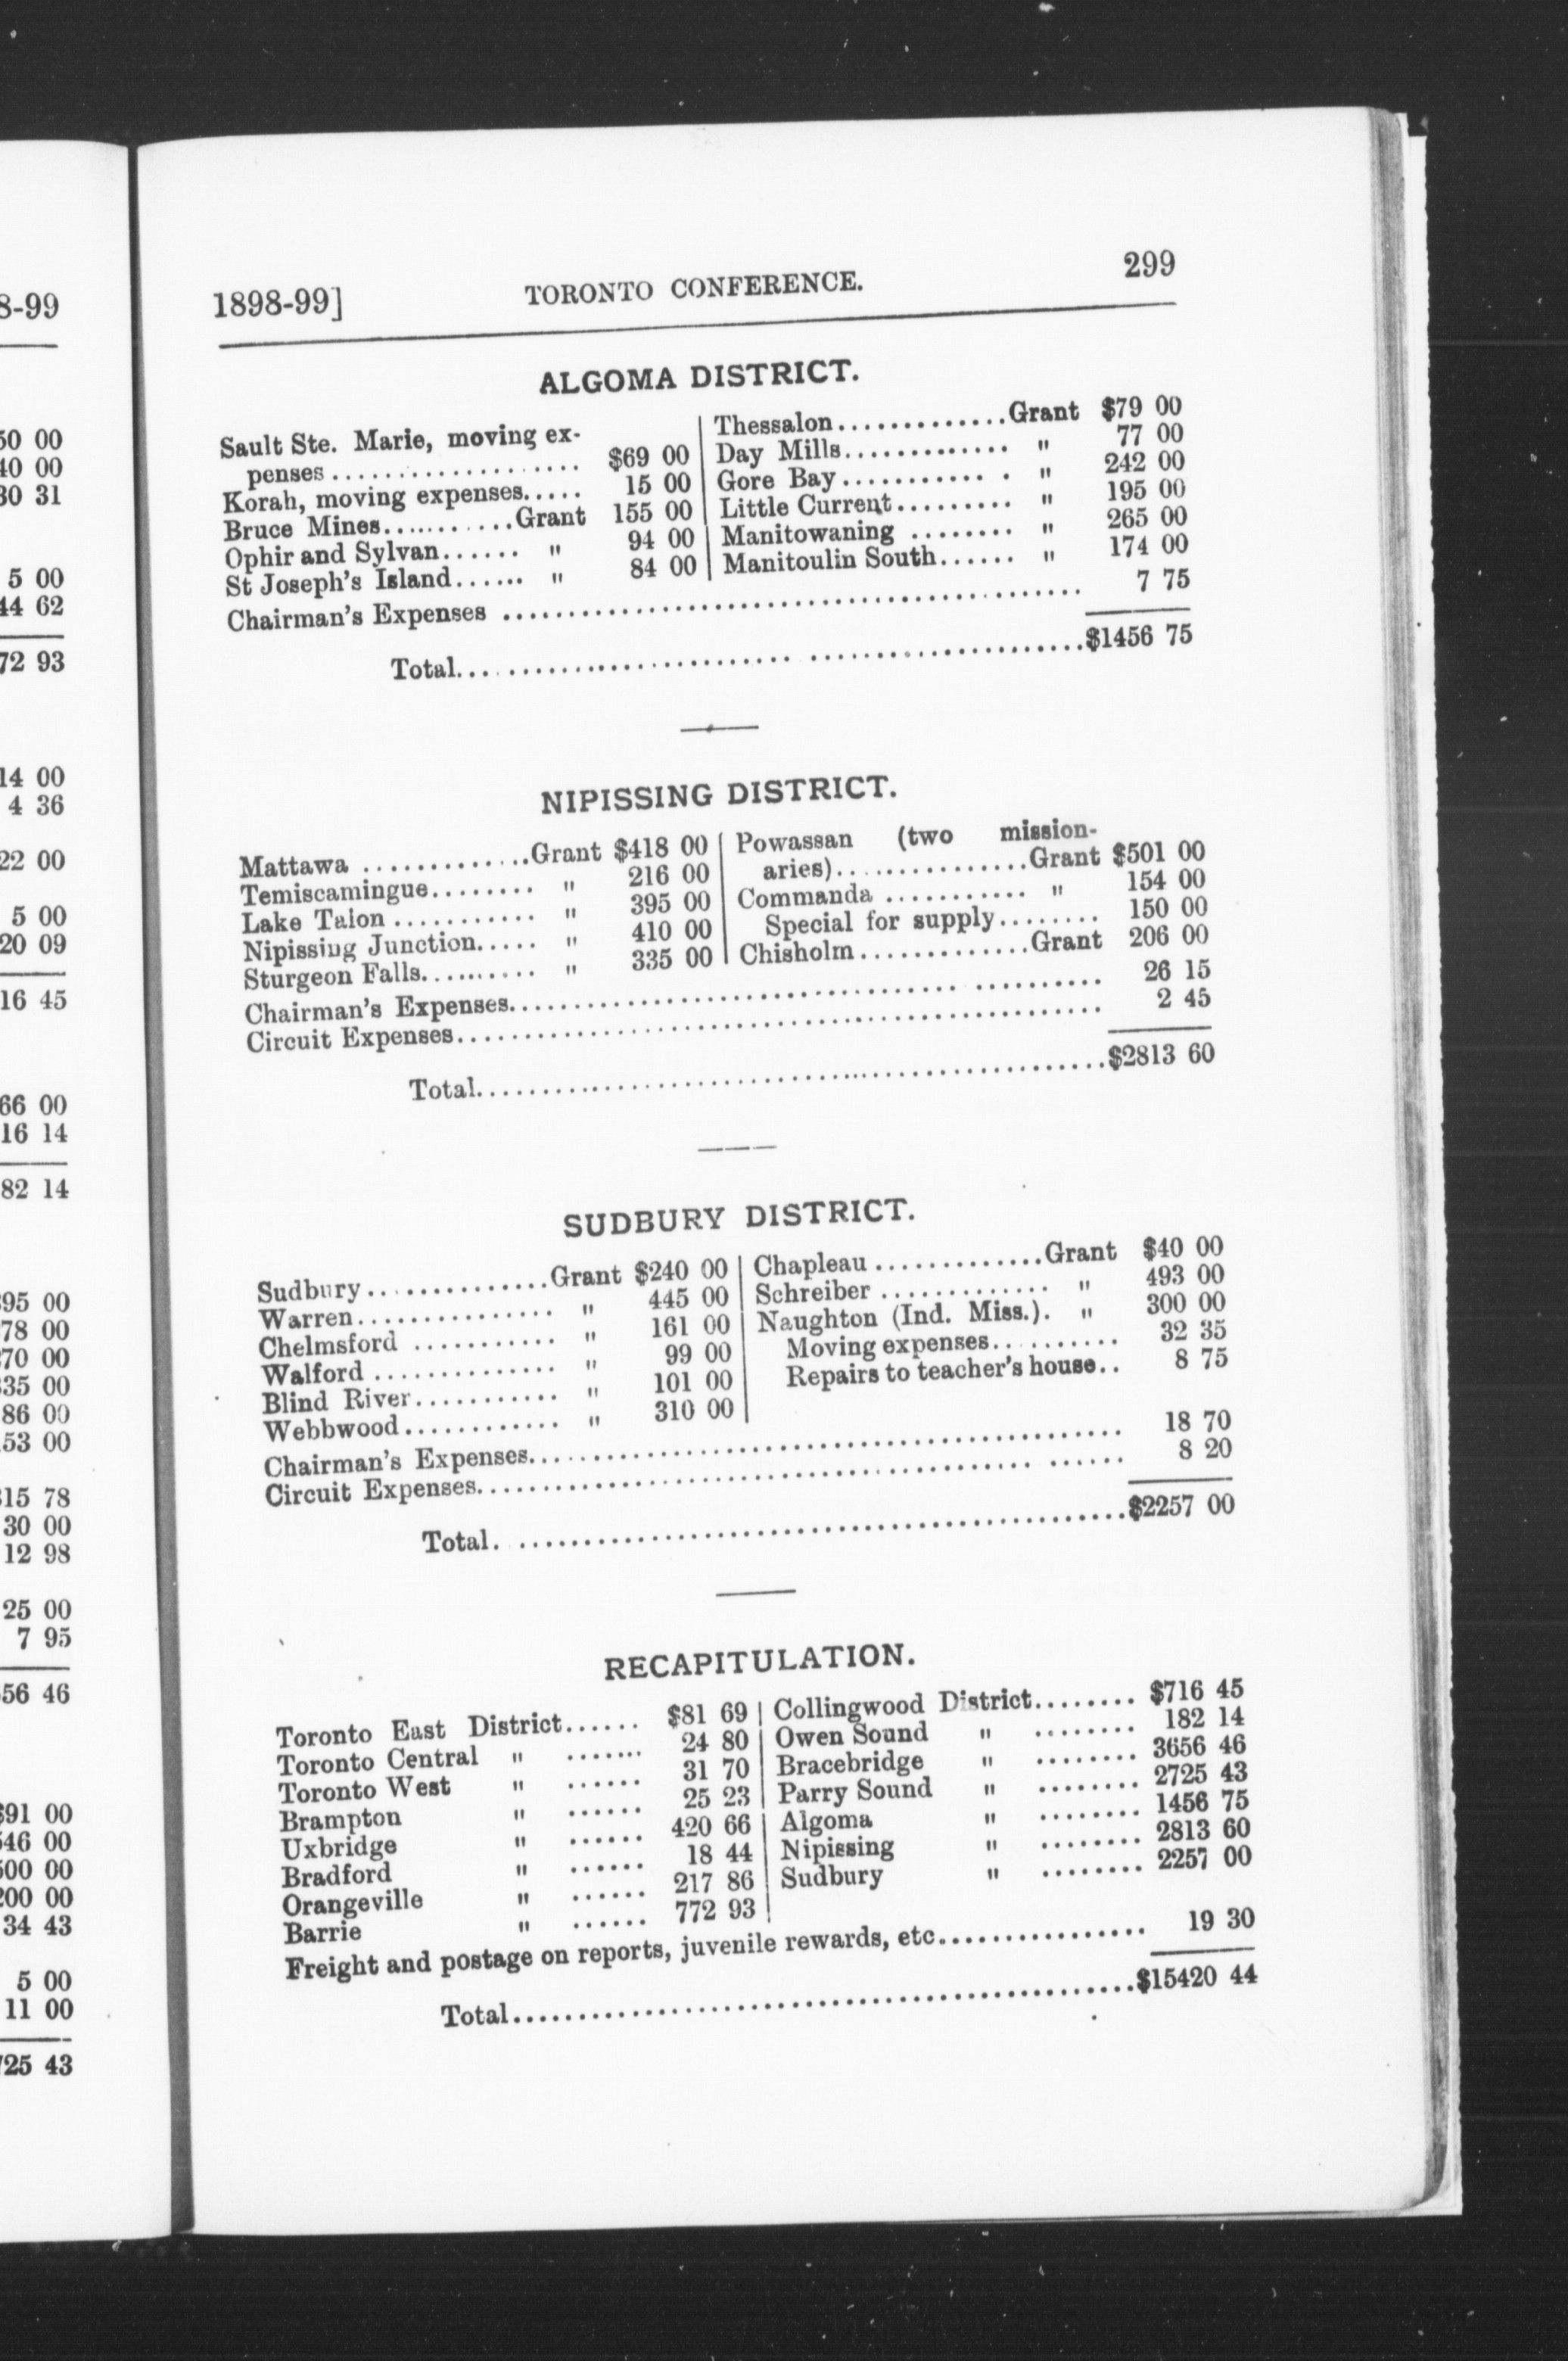 8-99
50 00
40 00
30 31
5 00
44 62
72 93
14 00
4 36
22 00
5 00
20 09
16 45
66 00
16 14
82 14
95 00
78 00
70 00
35 00
86 00
53 00
15 78
30 00
12 98
25 00
7 95
56 46
$91 00
46 00
00 00
200 00
34 43
5 00
11 00
725 43
1898-99] TORONTO CONFERENCE. 299
ALGOMA DISTRICT.
Sault Ste. Marie, moving ex-
penses .................... $69 00
Korah, moving expenses..... 15 00
Bruce Mines..........Grant 155 00
Ophir and Sylvan...... " 94 00
St Joseph's Island...... " 84 00
Thessalon.............Grant $79 00
Day Mills............. " 77 00
Gore Bay........... . " 242 00
Little Current......... " 195 00
Manitowaning ........ " 265 00
Manitoulin South...... " 174 00
Chairman's Expenses ............................................. 7 75
Total................................................$1456 75
NIPISSING DISTRICT.
Mattawa .............Grant $418 00
Temiscamingue........ " 216 00
Lake Talon ........... " 395 00
Nipissing Junction..... " 410 00
Sturgeon Falls......... " 335 00
Powassan (two mission-
aries)...............Grant $501 00
Commanda ........... " 154 00
Special for supply........ 150 00
Chisholm.............Grant 206 00
Chairman's Expenses.............................................. 26 15
Circuit Expenses.................................................. 2 45
Total................................................$2813 60
SUDBURY DISTRICT.
Sudbury..............Grant $240 00
Warren............... " 445 00
Chelmsford ........... " 161 00
Walford .............. " 99 00
Blind River........... " 101 00
Webbwood............ " 310 00
Chapleau .............Grant $40 00
Schreiber ............. " 493 00
Naughton (Ind. Miss.). " 300 00
Moving expenses.......... 32 35
Repairs to teacher's house.. 8 75
Chairman's Expenses.............................................. 18 70
Circuit Expenses.................................................. 8 20
Total. ...............................................$2257 00
RECAPITULATION.
Toronto East District...... $81 69
Toronto Central " ....... 24 80
Toronto West " ...... 31 70
Brampton " ...... 25 23
Uxbridge " ...... 420 66
Bradford " ...... 18 44
Orangeville " ...... 217 86
Barrie " ...... 772 93
Collingwood District........ $716 45
Owen Sound " ........ 182 14
Bracebridge " ........ 3656 46
Parry Sound " ........ 2725 43
Algoma " ........ 1456 75
Nipissing " ........ 2813 60
Sudbury " ........ 2257 00
Freight and postage on reports, juvenile rewards, etc................. 19 30
Total................................................$15420 44